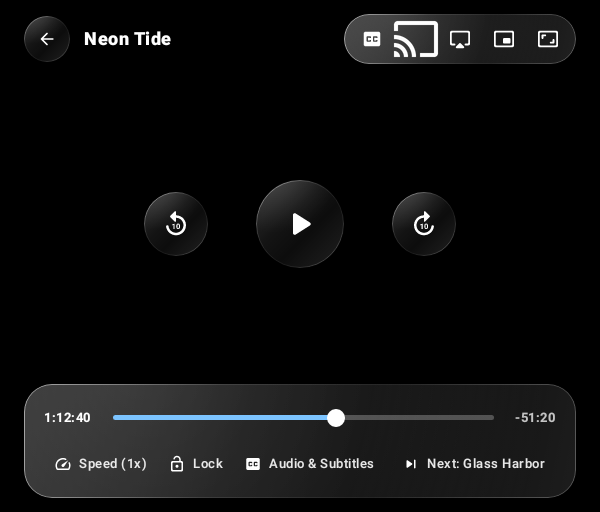 Neon Tide
CC
10
10
1:12:40
-51:20
Speed (1x)
Lock
CC
Audio & Subtitles
Next: Glass Harbor